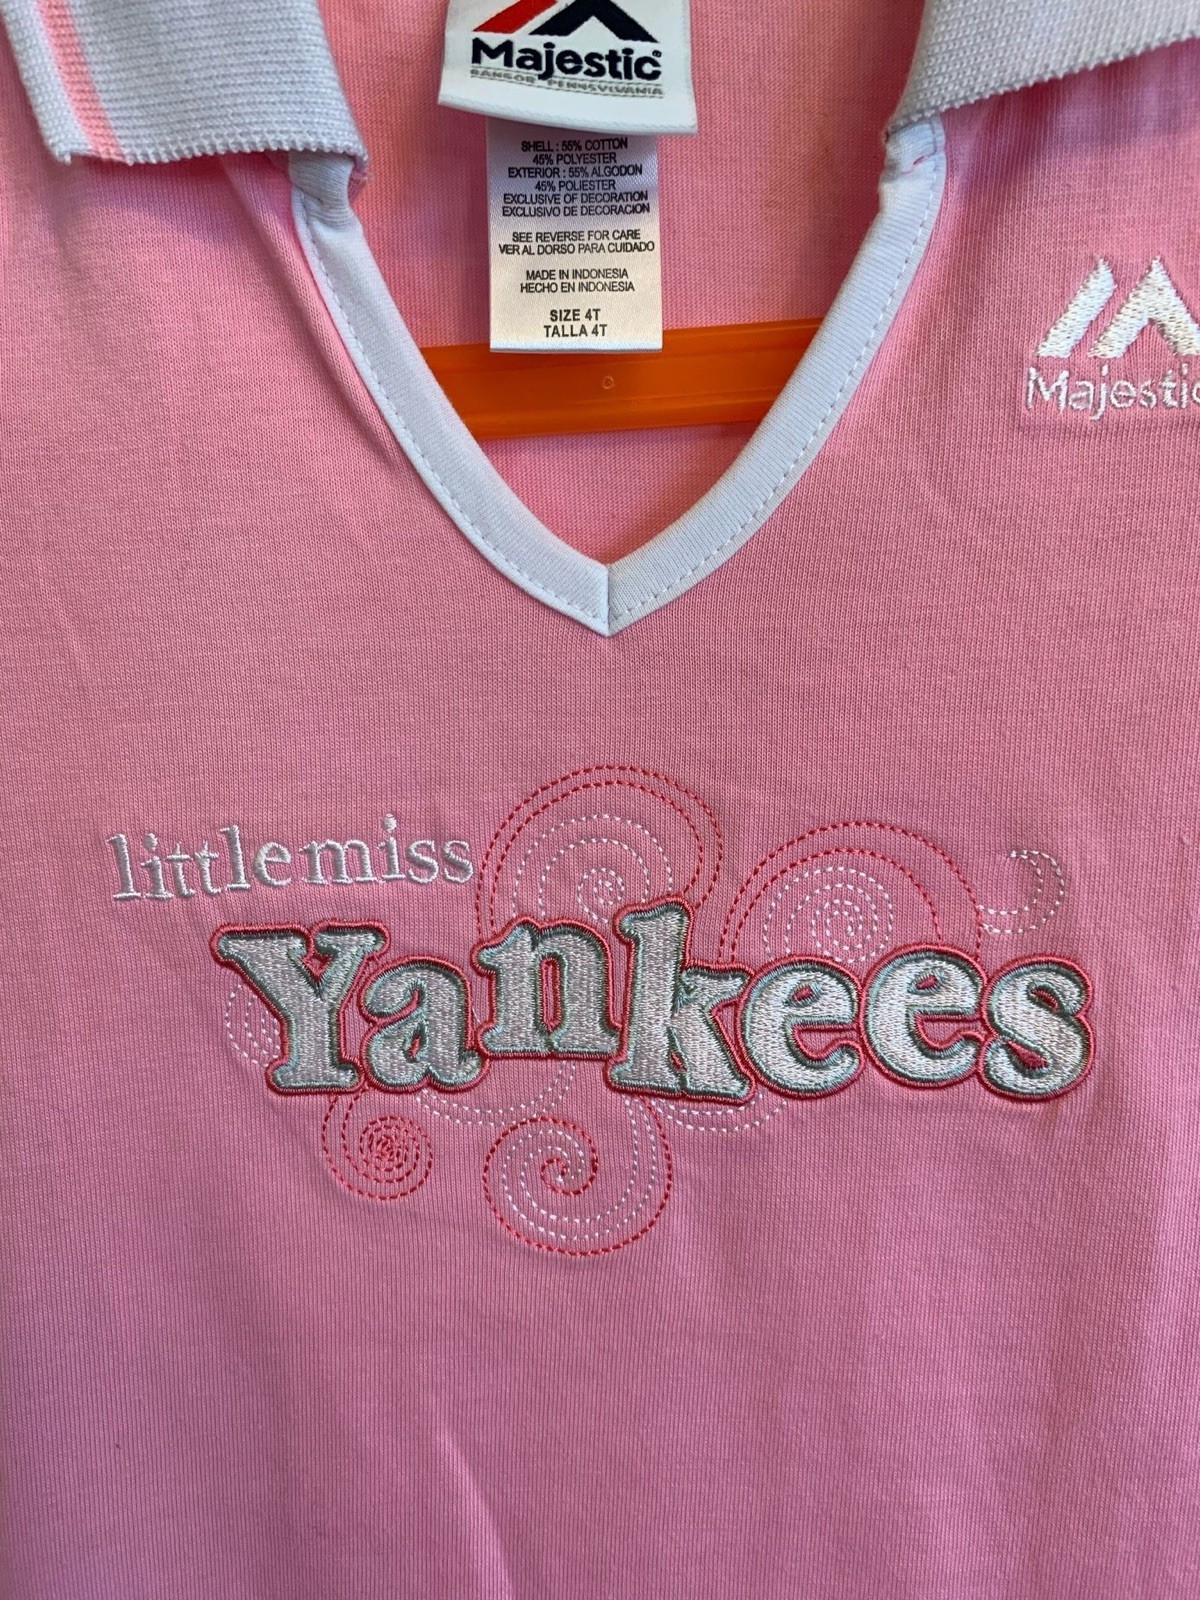 Majestic®
BANGOR PENNSYLVANIA
SHELL : 55% COTTON
45% POLYESTER
EXTERIOR : 55% ALGODON
45% POLIESTER
EXCLUSIVE OF DECORATION
EXCLUSIVO DE DECORACION
SEE REVERSE FOR CARE
VER AL DORSO PARA CUIDADO
MADE IN INDONESIA
HECHO EN INDONESIA
SIZE 4T
TALLA 4T
Majestic
little miss
Yankees